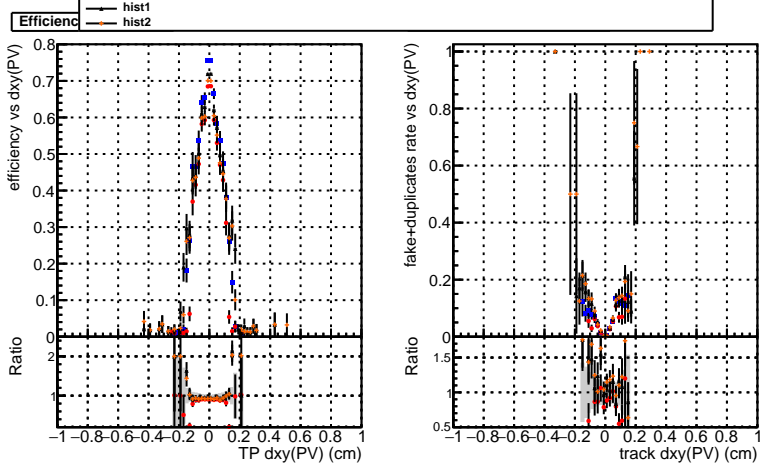 hist1
Efficienc
hist2
efficiency vs dxy(PV)
0.8
0.7
0.6
0.5
0.4
0.3
0.2
0.1
0
Ratio
2
1
−1 −0.8 −0.6 −0.4 −0.2 0 0.2 0.4 0.6 0.8 1
TP dxy(PV) (cm)
fake+duplicates rate vs dxy(PV)
1
0.8
0.6
0.4
0.2
0
Ratio
1.5
1
0.5
−1 −0.8 −0.6 −0.4 −0.2 0 0.2 0.4 0.6 0.8 1
track dxy(PV) (cm)